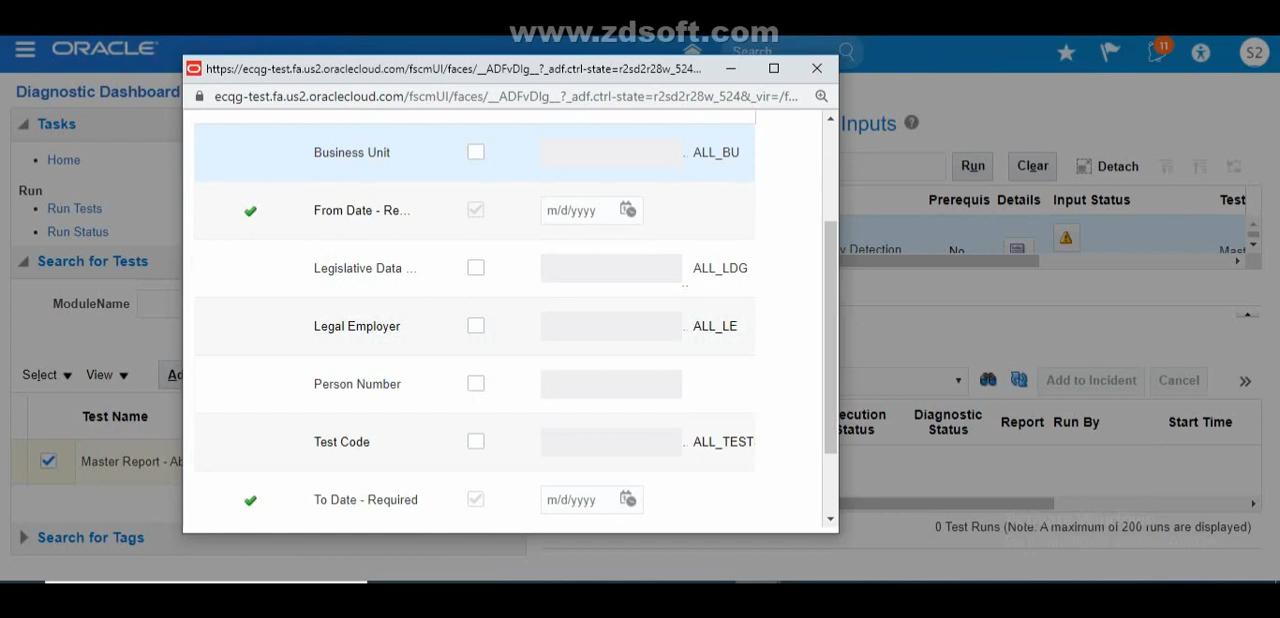 www.zdsoft.com
ORACLE
Search
11
S2
https://ecqg-test.fa.us2.oraclecloud.com/fscmUI/faces/__ADFvDlg__?_adf.ctrl-state=r2sd2r28w_524...
ecqg-test.fa.us2.oraclecloud.com/fscmUI/faces/__ADFvDlg__?_adf.ctrl-state=r2sd2r28w_524&_vir=/f...
Diagnostic Dashboard
Tasks
Home
Run
Run Tests
Run Status
Search for Tests
ModuleName
Select
View
Ad
Test Name
Master Report - Ab
Search for Tags
Business Unit ALL_BU
From Date - Re... m/d/yyyy
Legislative Data ... ALL_LDG
Legal Employer ALL_LE
Person Number
Test Code ALL_TEST
To Date - Required m/d/yyyy
Inputs
Run Clear Detach
Prerequis Details Input Status Test
y Detection No Mast
Add to Incident Cancel
ecution Status Diagnostic Status Report Run By Start Time
0 Test Runs (Note: A maximum of 200 runs are displayed)